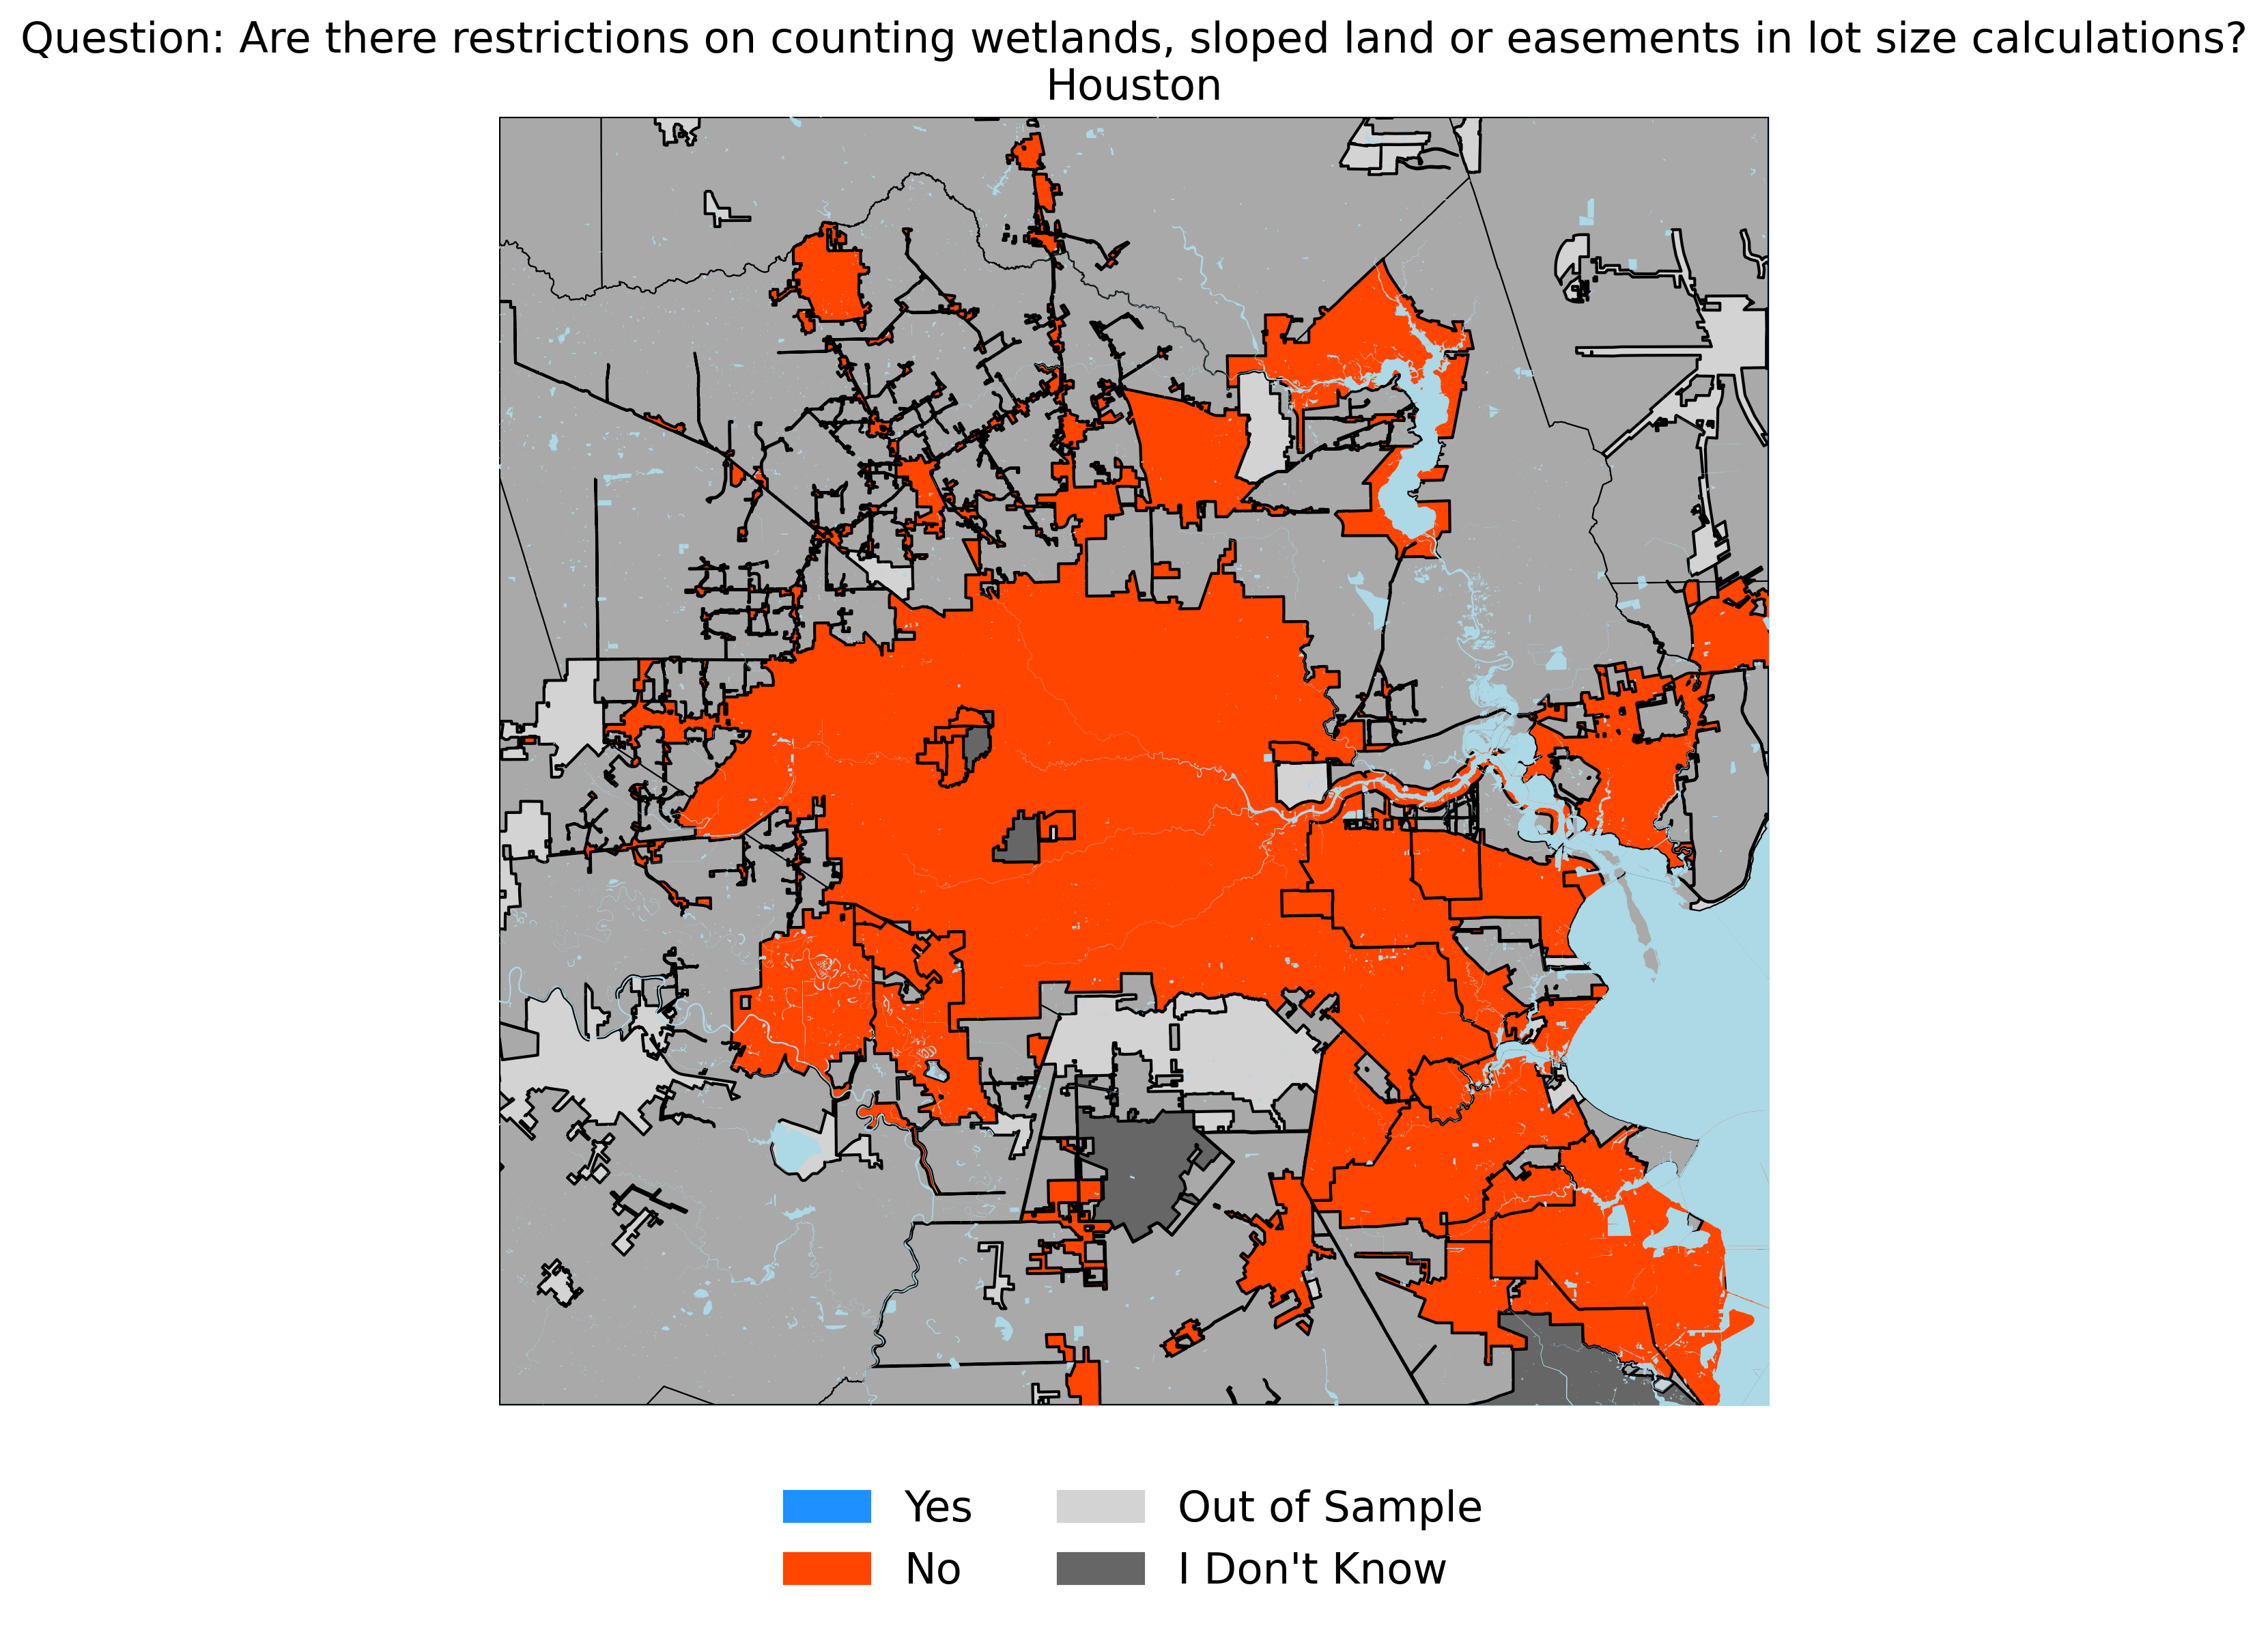 Question: Are there restrictions on counting wetlands, sloped land or easements in lot size calculations?
Houston
Yes
No
Out of Sample
I Don't Know